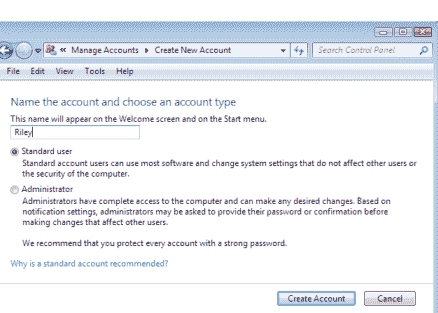 « Manage Accounts ▸ Create New Account
Search Control Panel
File Edit View Tools Help
Name the account and choose an account type
This name will appear on the Welcome screen and on the Start menu.
Riley
Standard user
Standard account users can use most software and change system settings that do not affect other users or
the security of the computer.
Administrator
Administrators have complete access to the computer and can make any desired changes. Based on
notification settings, administrators may be asked to provide their password or confirmation before
making changes that affect other users.
We recommend that you protect every account with a strong password.
Why is a standard account recommended?
Create Account Cancel